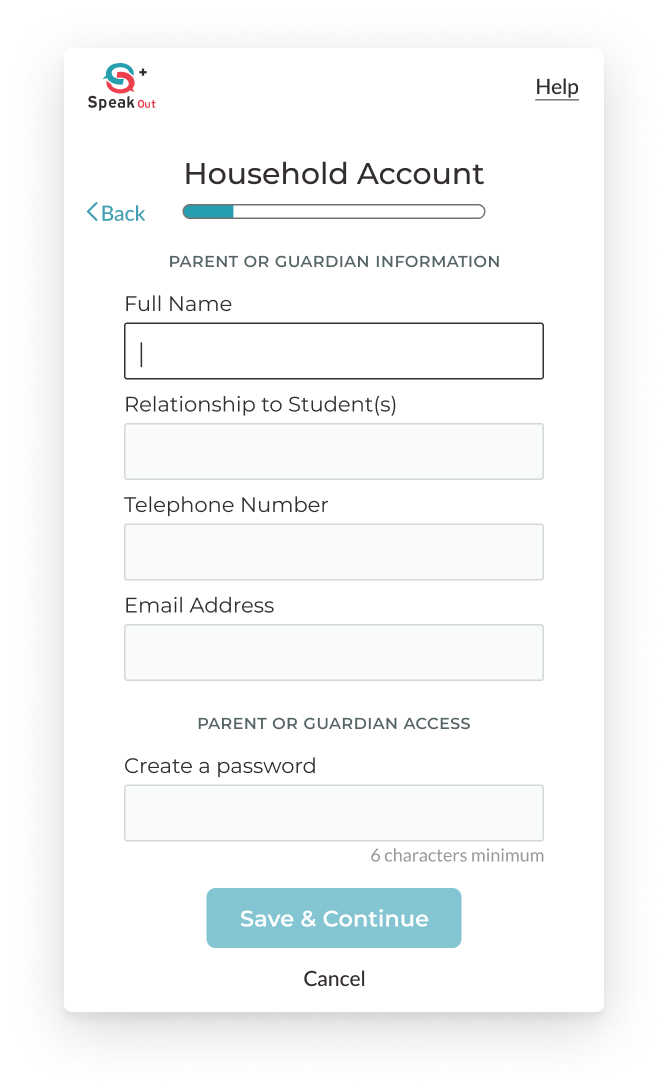 Speak Out
Help
Household Account
Back
PARENT OR GUARDIAN INFORMATION
Full Name
Relationship to Student(s)
Telephone Number
Email Address
PARENT OR GUARDIAN ACCESS
Create a password
6 characters minimum
Save & Continue
Cancel